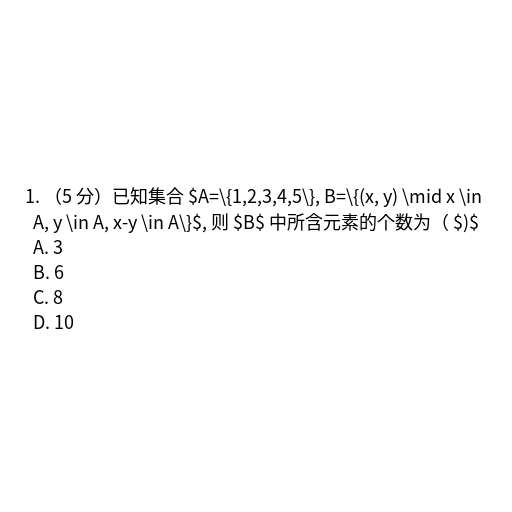 1. （5 分）已知集合 $A=\{1,2,3,4,5\}, B=\{(x, y) \mid x \in
A, y \in A, x-y \in A\}$, 则 $B$ 中所含元素的个数为（ $)$
A. 3
B. 6
C. 8
D. 10